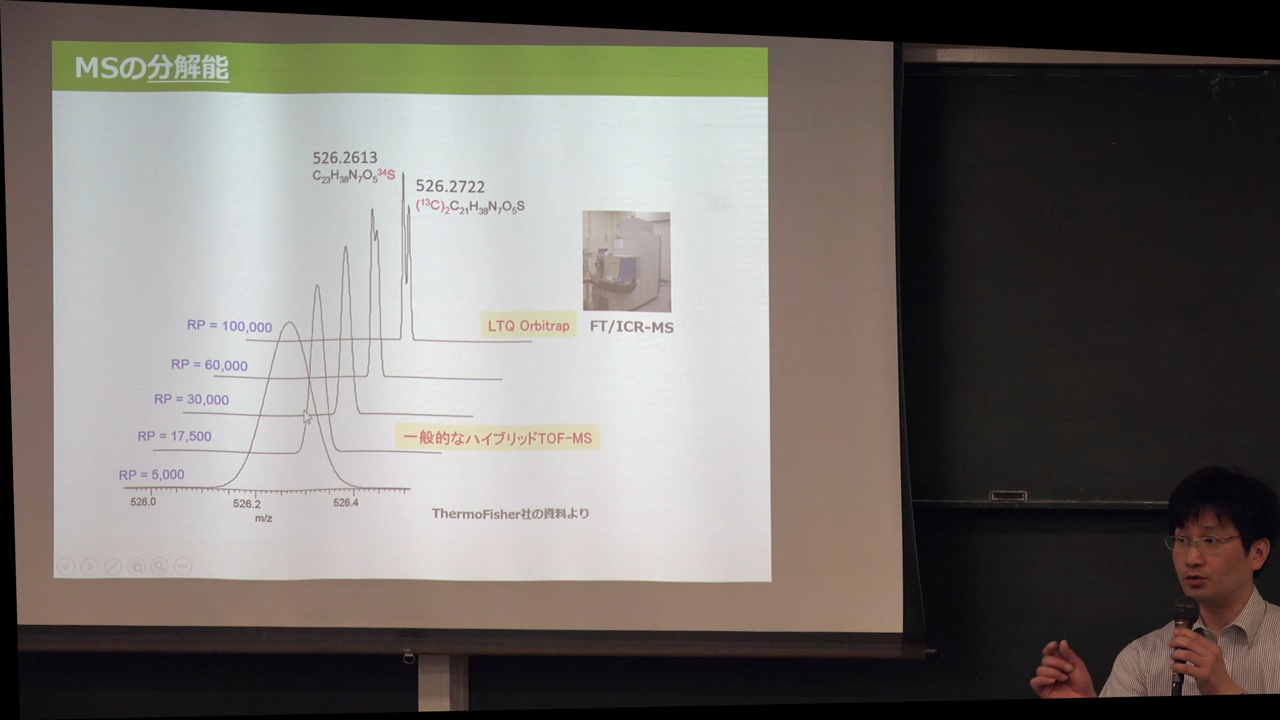 MSの分解能
526.2613
C₂₃H₃₈N₇O₅³⁴S
526.2722
(¹³C)₂C₂₁H₃₈N₇O₅S
RP = 100,000
LTQ Orbitrap
FT/ICR-MS
RP = 60,000
RP = 30,000
RP = 17,500
一般的なハイブリッドTOF-MS
RP = 5,000
526.0
526.2
526.4
m/z
ThermoFisher社の資料より